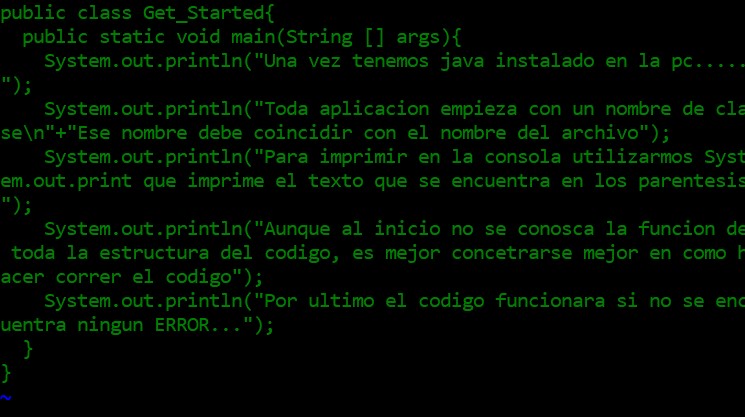 public class Get_Started{
  public static void main(String [] args){
    System.out.println("Una vez tenemos java instalado en la pc.....
");
    System.out.println("Toda aplicacion empieza con un nombre de cla
se\n"+"Ese nombre debe coincidir con el nombre del archivo");
    System.out.println("Para imprimir en la consola utilizarmos Syst
em.out.print que imprime el texto que se encuentra en los parentesis
");
    System.out.println("Aunque al inicio no se conosca la funcion de
 toda la estructura del codigo, es mejor concetrarse mejor en como h
acer correr el codigo");
    System.out.println("Por ultimo el codigo funcionara si no se enc
uentra ningun ERROR...");
  }
}
~